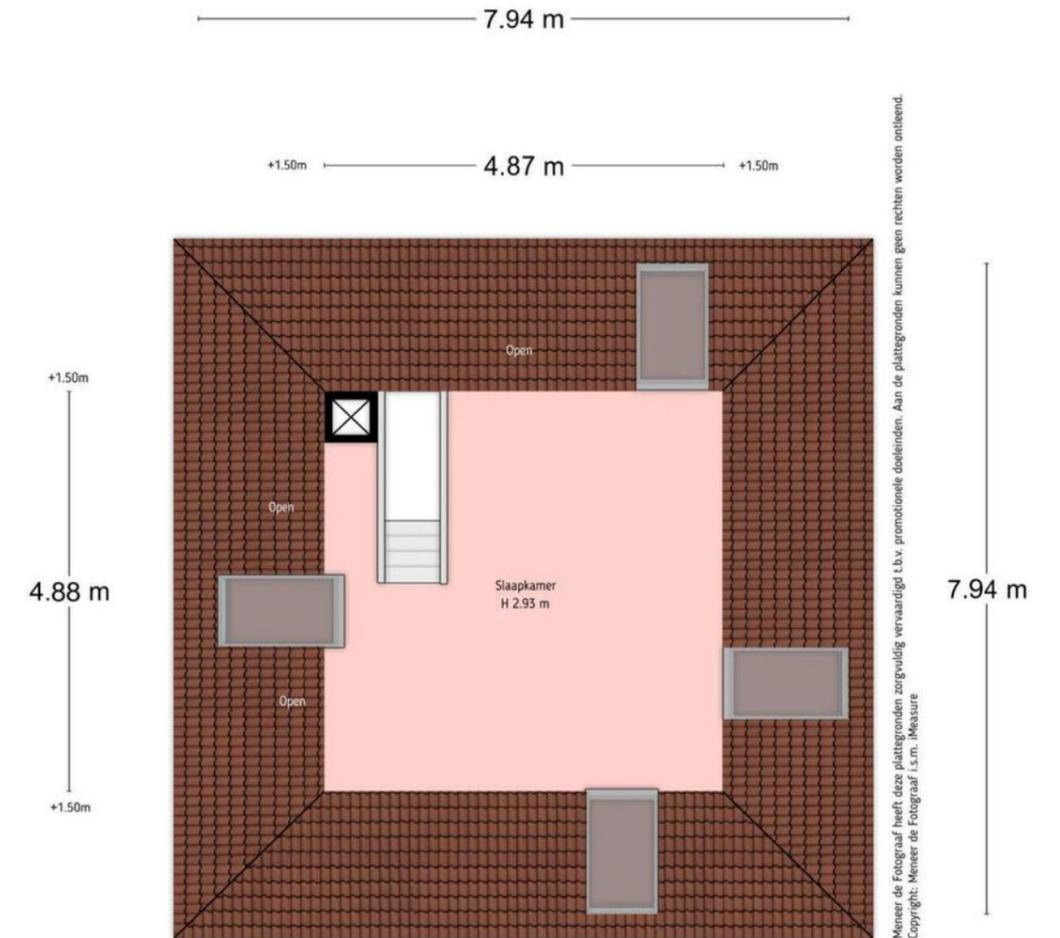 7.94 m
+1.50m
4.87 m
+1.50m
Open
+1.50m
Open
Slaapkamer
H 2.93 m
4.88 m
7.94 m
Open
+1.50m
Meneer de Fotograaf heeft deze plattegronden zorgvuldig vervaardigd t.b.v. promotionele doeleinden. Aan de plattegronden kunnen geen rechten worden ontleend.
Copyright: Meneer de Fotograaf i.s.m. iMeasure